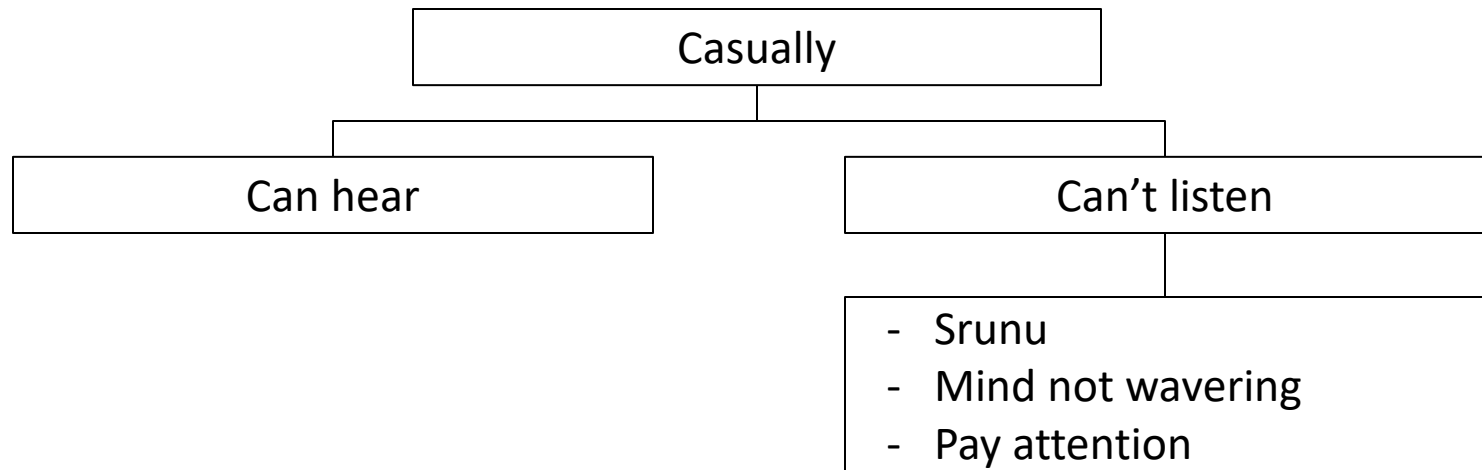 Casually
Can hear
Can’t listen
- Srunu
- Mind not wavering
- Pay attention